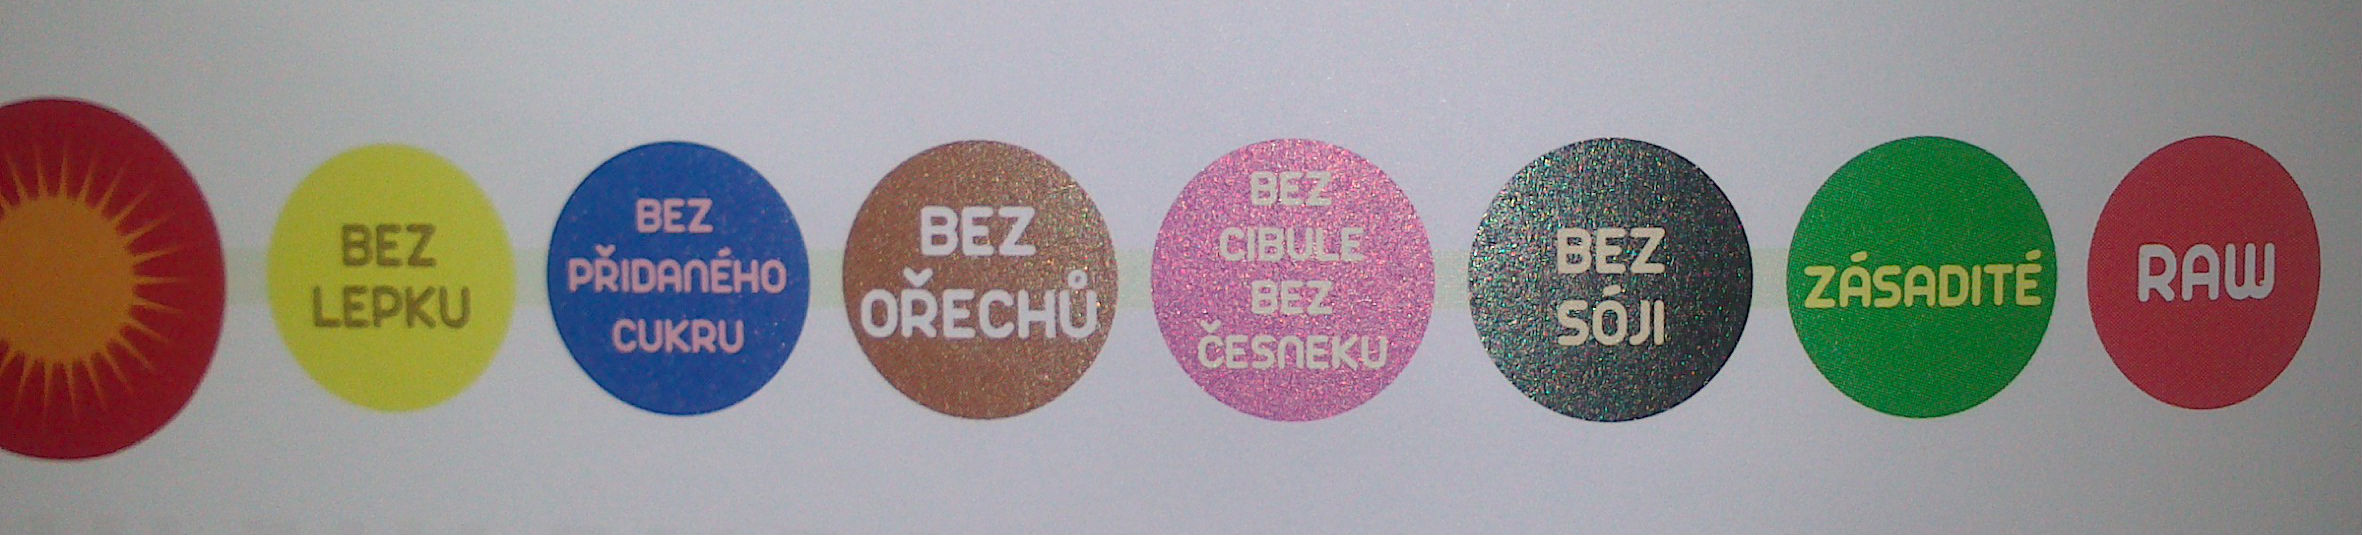 BEZ
LEPKU
BEZ
PŘIDANÉHO
CUKRU
BEZ
OŘECHŮ
BEZ
CIBULE
BEZ
ČESNEKU
BEZ
SÓJI
ZÁSADITÉ
RAW